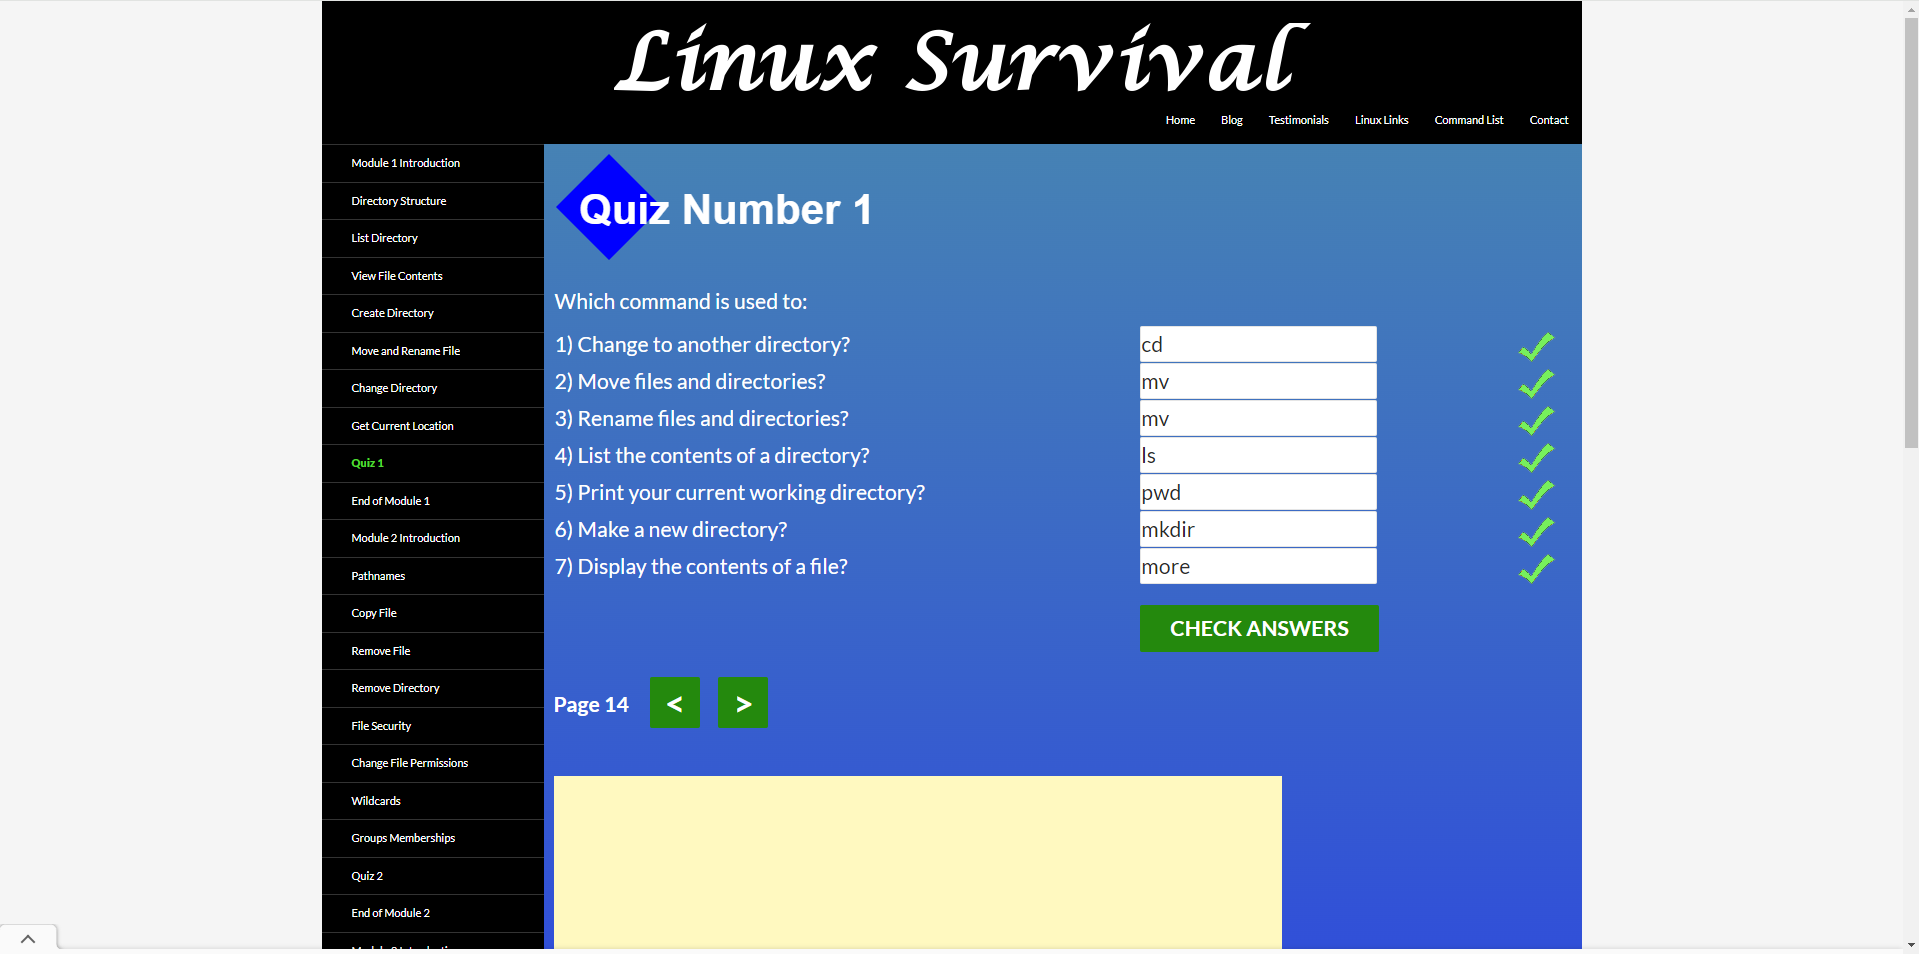 Linux Survival
Home Blog Testimonials Linux Links Command List Contact
Module 1 Introduction
Directory Structure
List Directory
View File Contents
Create Directory
Move and Rename File
Change Directory
Get Current Location
Quiz 1
End of Module 1
Module 2 Introduction
Pathnames
Copy File
Remove File
Remove Directory
File Security
Change File Permissions
Wildcards
Groups Memberships
Quiz 2
End of Module 2
Quiz Number 1
Which command is used to:
1) Change to another directory? cd
2) Move files and directories? mv
3) Rename files and directories? mv
4) List the contents of a directory? ls
5) Print your current working directory? pwd
6) Make a new directory? mkdir
7) Display the contents of a file? more
CHECK ANSWERS
Page 14 < >